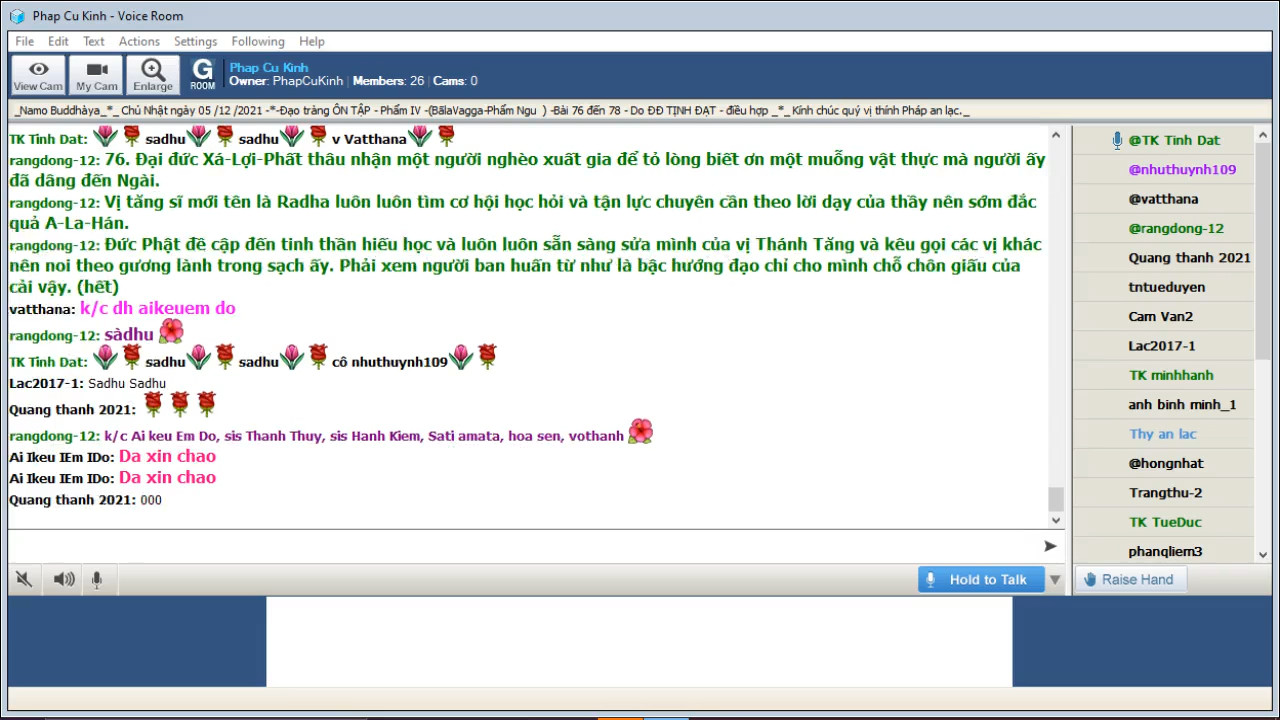 Phap Cu Kinh - Voice Room
File Edit Text Actions Settings Following Help
View Cam My Cam Enlarge G ROOM
Phap Cu Kinh
Owner: PhapCuKinh | Members: 26 | Cams: 0
_Namo Buddhàya_*_ Chủ Nhật ngày 05 /12 /2021 -*-Đạo tràng ÔN TẬP - Phẩm IV -(BālaVagga-Phẩm Ngu ) -Bài 76 đến 78 - Do ĐĐ TỊNH ĐẠT - điều hợp _*_ Kính chúc quý vị thính Pháp an lạc._
TK Tinh Dat: sadhu sadhu v Vatthana
rangdong-12: 76. Đại đức Xá-Lợi-Phất thâu nhận một người nghèo xuất gia để tỏ lòng biết ơn một muỗng vật thực mà người ấy
đã dâng đến Ngài.
rangdong-12: Vị tăng sĩ mới tên là Radha luôn luôn tìm cơ hội học hỏi và tận lực chuyên cần theo lời dạy của thầy nên sớm đắc
quả A-La-Hán.
rangdong-12: Đức Phật đề cập đến tinh thần hiếu học và luôn luôn sẵn sàng sửa mình của vị Thánh Tăng và kêu gọi các vị khác
nên noi theo gương lành trong sạch ấy. Phải xem người ban huấn từ như là bậc hướng đạo chỉ cho mình chỗ chôn giấu của
cải vậy. (hết)
vatthana: k/c dh aikeuem do
rangdong-12: sàdhu
TK Tinh Dat: sadhu sadhu cô nhuthuynh109
Lac2017-1: Sadhu Sadhu
Quang thanh 2021:
rangdong-12: k/c Ai keu Em Do, sis Thanh Thuy, sis Hanh Kiem, Sati amata, hoa sen, vothanh
Ai Ikeu IEm IDo: Da xin chao
Ai Ikeu IEm IDo: Da xin chao
Quang thanh 2021: 000
@TK Tinh Dat
@nhuthuynh109
@vatthana
@rangdong-12
Quang thanh 2021
tntueduyen
Cam Van2
Lac2017-1
TK minhhanh
anh binh minh_1
Thy an lac
@hongnhat
Trangthu-2
TK TueDuc
phanqliem3
Hold to Talk
Raise Hand